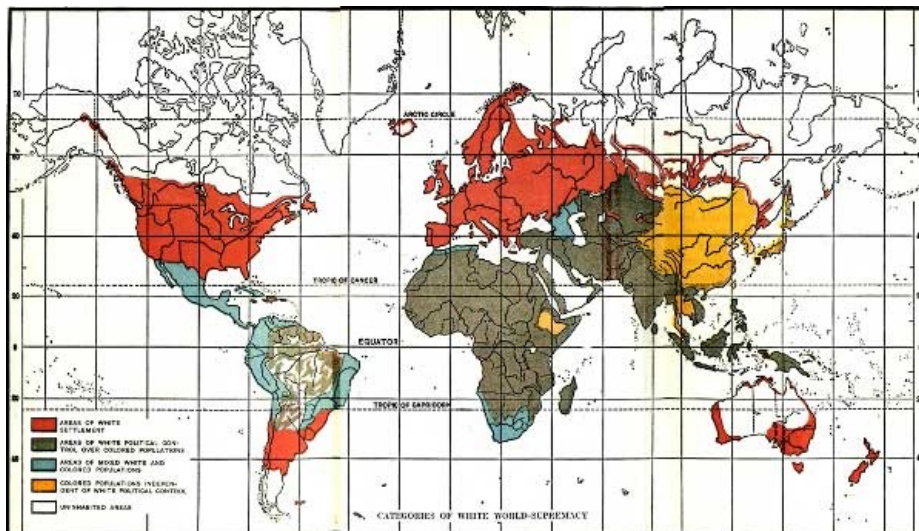 ARCTIC CIRCLE
TROPIC OF CANCER
EQUATOR
TROPIC OF CAPRICORN
AREAS OF WHITE
SETTLEMENT
AREAS OF WHITE POLITICAL CON-
TROL OVER COLORED POPULATIONS
AREAS OF MIXED WHITE AND
COLORED POPULATIONS
COLORED POPULATIONS INDEPEN-
DENT OF WHITE POLITICAL CONTROL
UNINHABITED AREAS
CATEGORIES OF WHITE WORLD-SUPREMACY